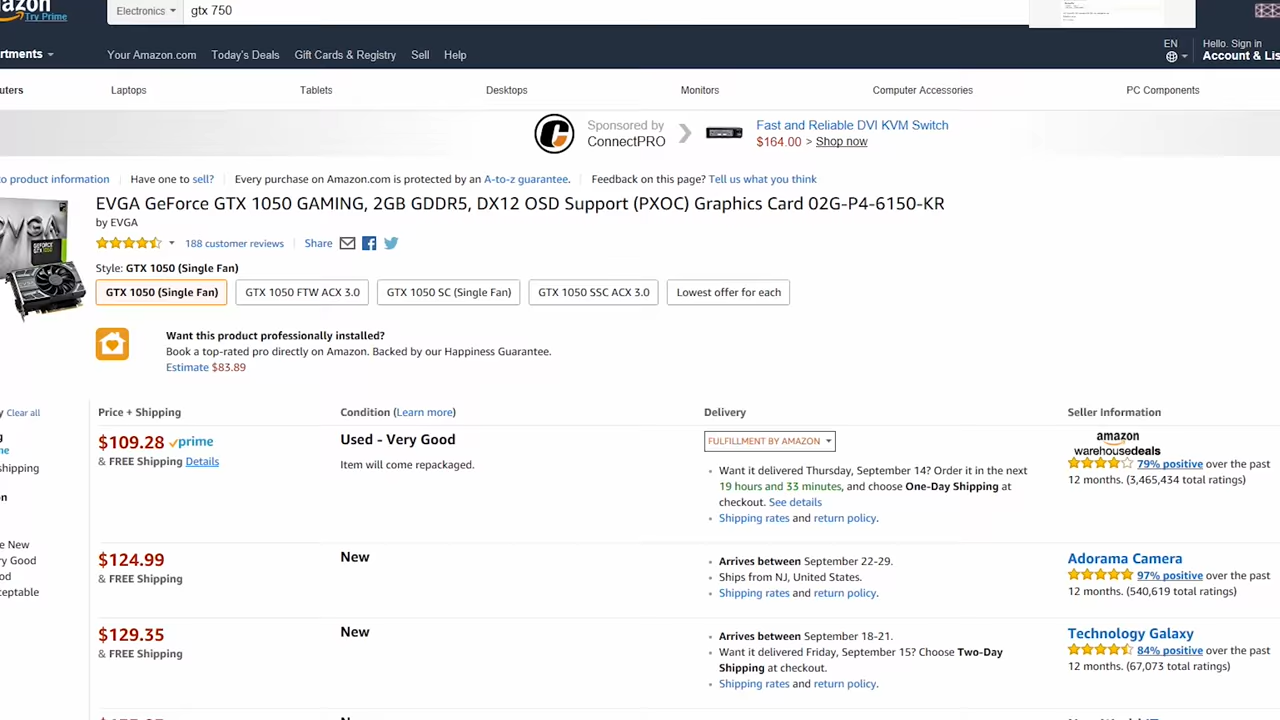 Try Prime
Electronics
gtx 750
Your Amazon.com
Today's Deals
Gift Cards & Registry
Sell
Help
EN
Hello. Sign in
Account & Lis
Laptops
Tablets
Desktops
Monitors
Computer Accessories
PC Components
Sponsored by
ConnectPRO
Fast and Reliable DVI KVM Switch
$164.00 > Shop now
to product information
Have one to sell?
Every purchase on Amazon.com is protected by an A-to-z guarantee.
Feedback on this page? Tell us what you think
EVGA GeForce GTX 1050 GAMING, 2GB GDDR5, DX12 OSD Support (PXOC) Graphics Card 02G-P4-6150-KR
by EVGA
188 customer reviews
Share
Style: GTX 1050 (Single Fan)
GTX 1050 (Single Fan)
GTX 1050 FTW ACX 3.0
GTX 1050 SC (Single Fan)
GTX 1050 SSC ACX 3.0
Lowest offer for each
Want this product professionally installed?
Book a top-rated pro directly on Amazon. Backed by our Happiness Guarantee.
Estimate $83.89
Clear all
Price + Shipping
Condition (Learn more)
Delivery
Seller Information
$109.28 prime
& FREE Shipping Details
Used - Very Good
Item will come repackaged.
FULFILLMENT BY AMAZON
Want it delivered Thursday, September 14? Order it in the next
19 hours and 33 minutes, and choose One-Day Shipping at
checkout. See details
Shipping rates and return policy.
amazon
warehousedeals
79% positive over the past
12 months. (3,465,434 total ratings)
$124.99
& FREE Shipping
New
Arrives between September 22-29.
Ships from NJ, United States.
Shipping rates and return policy.
Adorama Camera
97% positive over the past
12 months. (540,619 total ratings)
$129.35
& FREE Shipping
New
Arrives between September 18-21.
Want it delivered Friday, September 15? Choose Two-Day
Shipping at checkout.
Shipping rates and return policy.
Technology Galaxy
84% positive over the past
12 months. (67,073 total ratings)